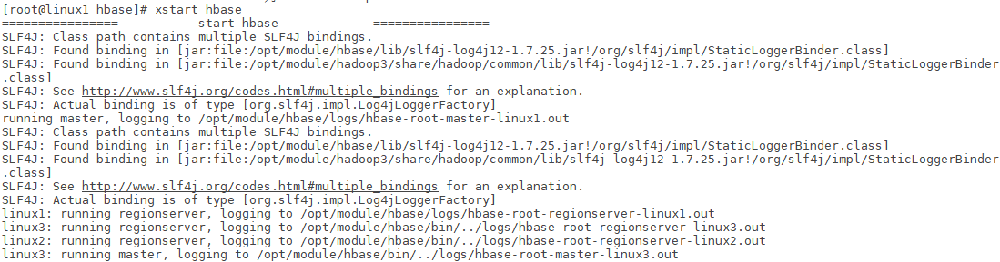 [root@linux1 hbase]# xstart hbase
================ start hbase ================
SLF4J: Class path contains multiple SLF4J bindings.
SLF4J: Found binding in [jar:file:/opt/module/hbase/lib/slf4j-log4j12-1.7.25.jar!/org/slf4j/impl/StaticLoggerBinder.class]
SLF4J: Found binding in [jar:file:/opt/module/hadoop3/share/hadoop/common/lib/slf4j-log4j12-1.7.25.jar!/org/slf4j/impl/StaticLoggerBinder
.class]
SLF4J: See http://www.slf4j.org/codes.html#multiple_bindings for an explanation.
SLF4J: Actual binding is of type [org.slf4j.impl.Log4jLoggerFactory]
running master, logging to /opt/module/hbase/logs/hbase-root-master-linux1.out
SLF4J: Class path contains multiple SLF4J bindings.
SLF4J: Found binding in [jar:file:/opt/module/hbase/lib/slf4j-log4j12-1.7.25.jar!/org/slf4j/impl/StaticLoggerBinder.class]
SLF4J: Found binding in [jar:file:/opt/module/hadoop3/share/hadoop/common/lib/slf4j-log4j12-1.7.25.jar!/org/slf4j/impl/StaticLoggerBinder
.class]
SLF4J: See http://www.slf4j.org/codes.html#multiple_bindings for an explanation.
SLF4J: Actual binding is of type [org.slf4j.impl.Log4jLoggerFactory]
linux1: running regionserver, logging to /opt/module/hbase/logs/hbase-root-regionserver-linux1.out
linux3: running regionserver, logging to /opt/module/hbase/bin/../logs/hbase-root-regionserver-linux3.out
linux2: running regionserver, logging to /opt/module/hbase/bin/../logs/hbase-root-regionserver-linux2.out
linux3: running master, logging to /opt/module/hbase/bin/../logs/hbase-root-master-linux3.out